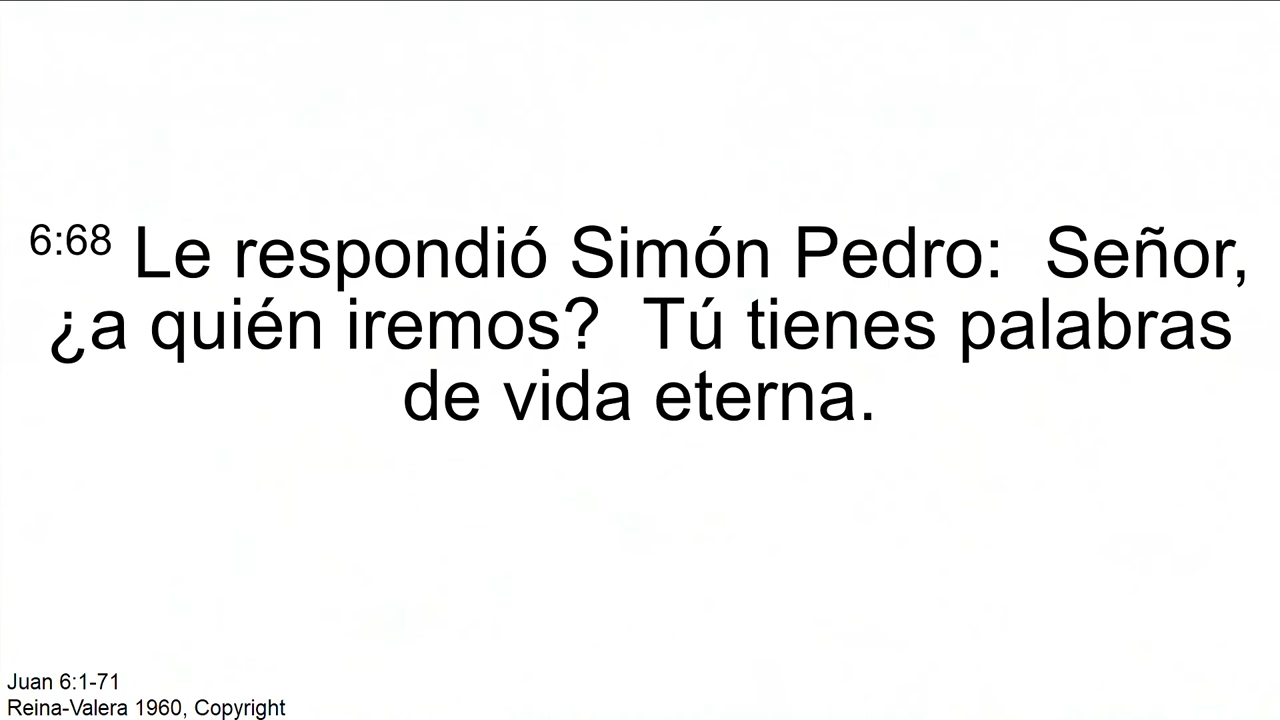 6:68 Le respondió Simón Pedro:  Señor,
¿a quién iremos?  Tú tienes palabras
de vida eterna.
Juan 6:1-71
Reina-Valera 1960, Copyright